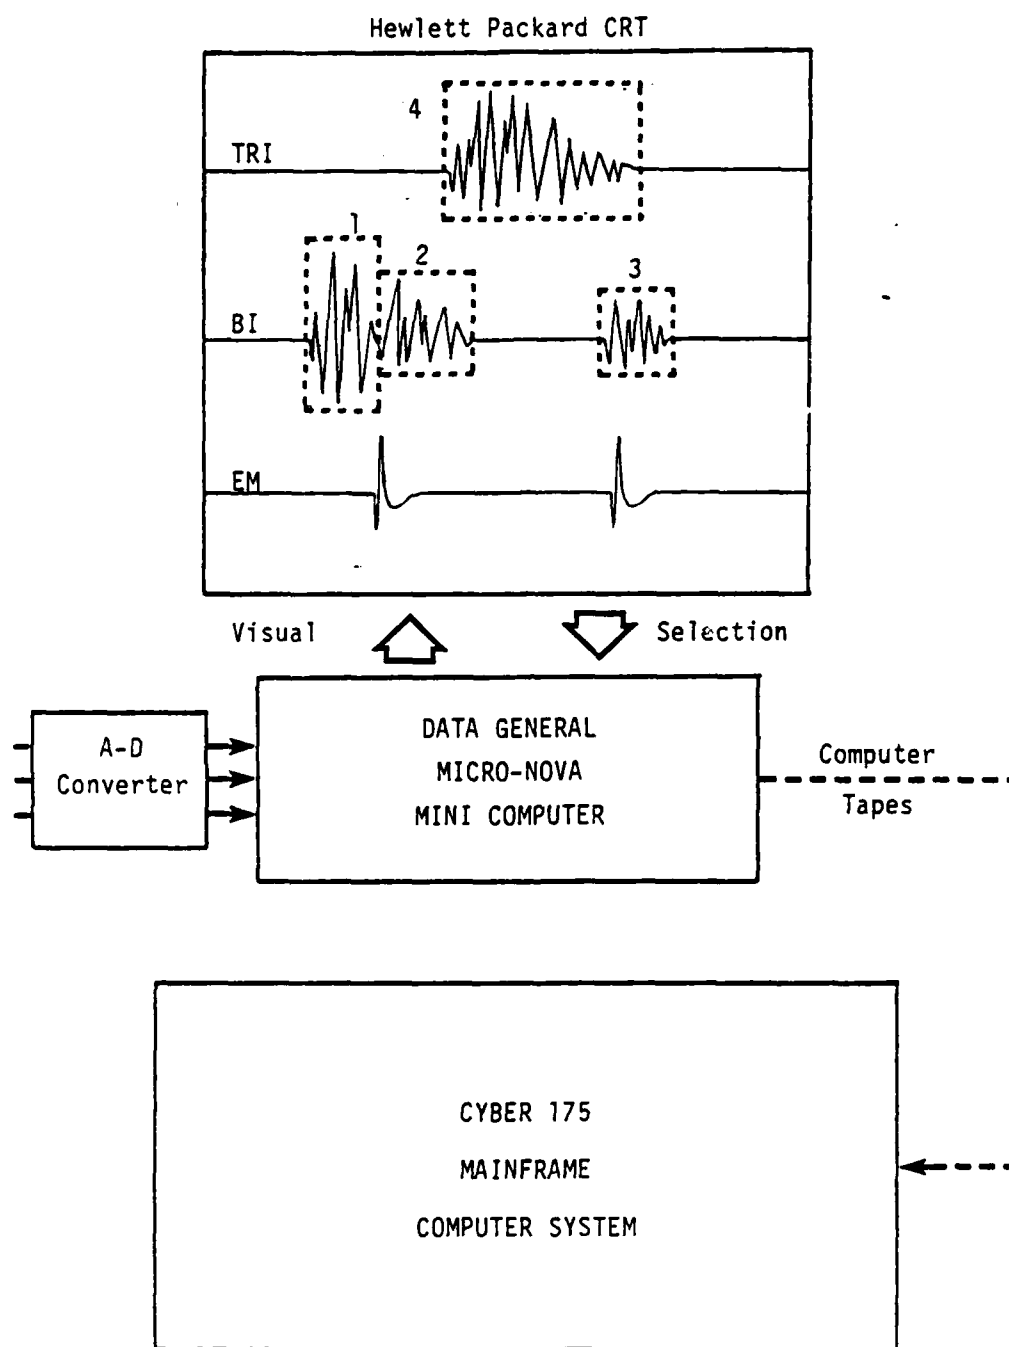 Hewlett Packard CRT
4
TRI
1
2
3
BI
EM
Visual
Selection
A-D
Converter
DATA GENERAL
MICRO-NOVA
MINI COMPUTER
Computer
Tapes
CYBER 175
MAINFRAME
COMPUTER SYSTEM